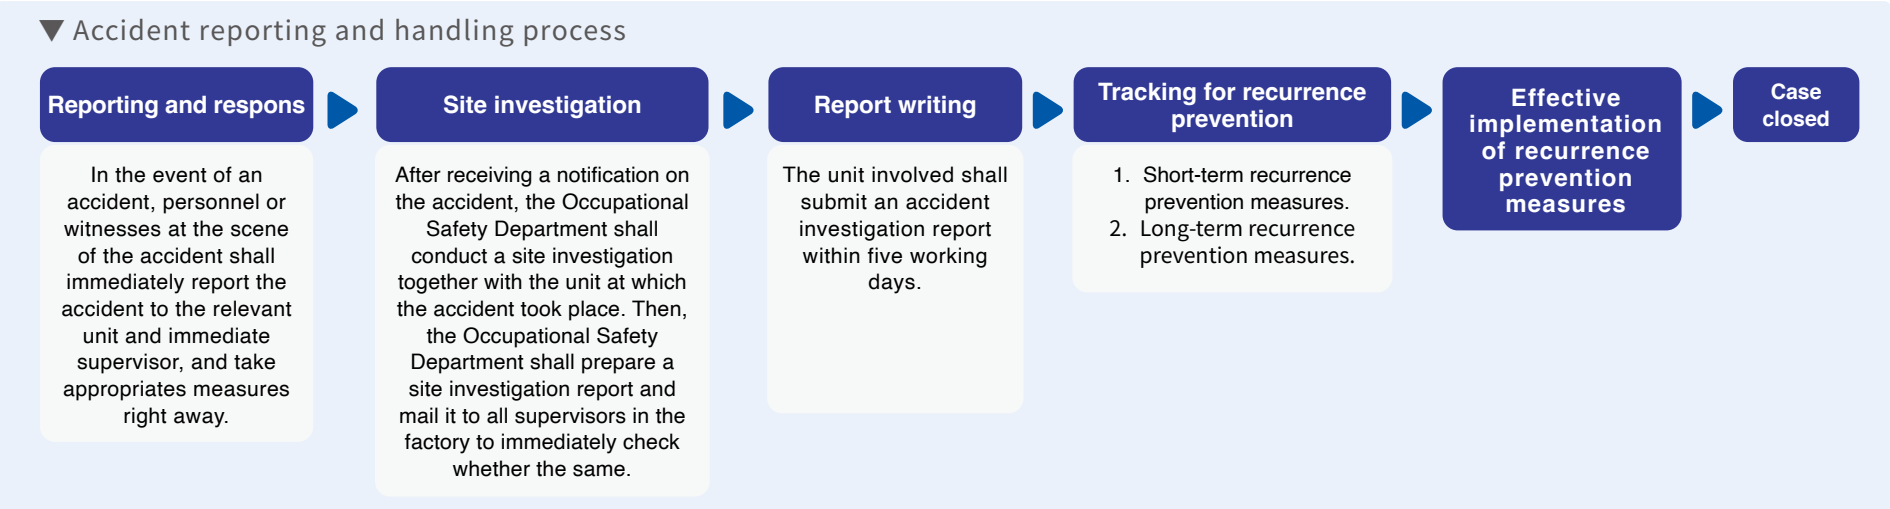 ▼ Accident reporting and handling process
Reporting and respons
In the event of an
accident, personnel or
witnesses at the scene
of the accident shall
immediately report the
accident to the relevant
unit and immediate
supervisor, and take
appropriates measures
right away.
Site investigation
After receiving a notification on
the accident, the Occupational
Safety Department shall
conduct a site investigation
together with the unit at which
the accident took place. Then,
the Occupational Safety
Department shall prepare a
site investigation report and
mail it to all supervisors in the
factory to immediately check
whether the same.
Report writing
The unit involved shall
submit an accident
investigation report
within five working
days.
Tracking for recurrence
prevention
1. Short-term recurrence
prevention measures.
2. Long-term recurrence
prevention measures.
Effective
implementation
of recurrence
prevention
measures
Case
closed